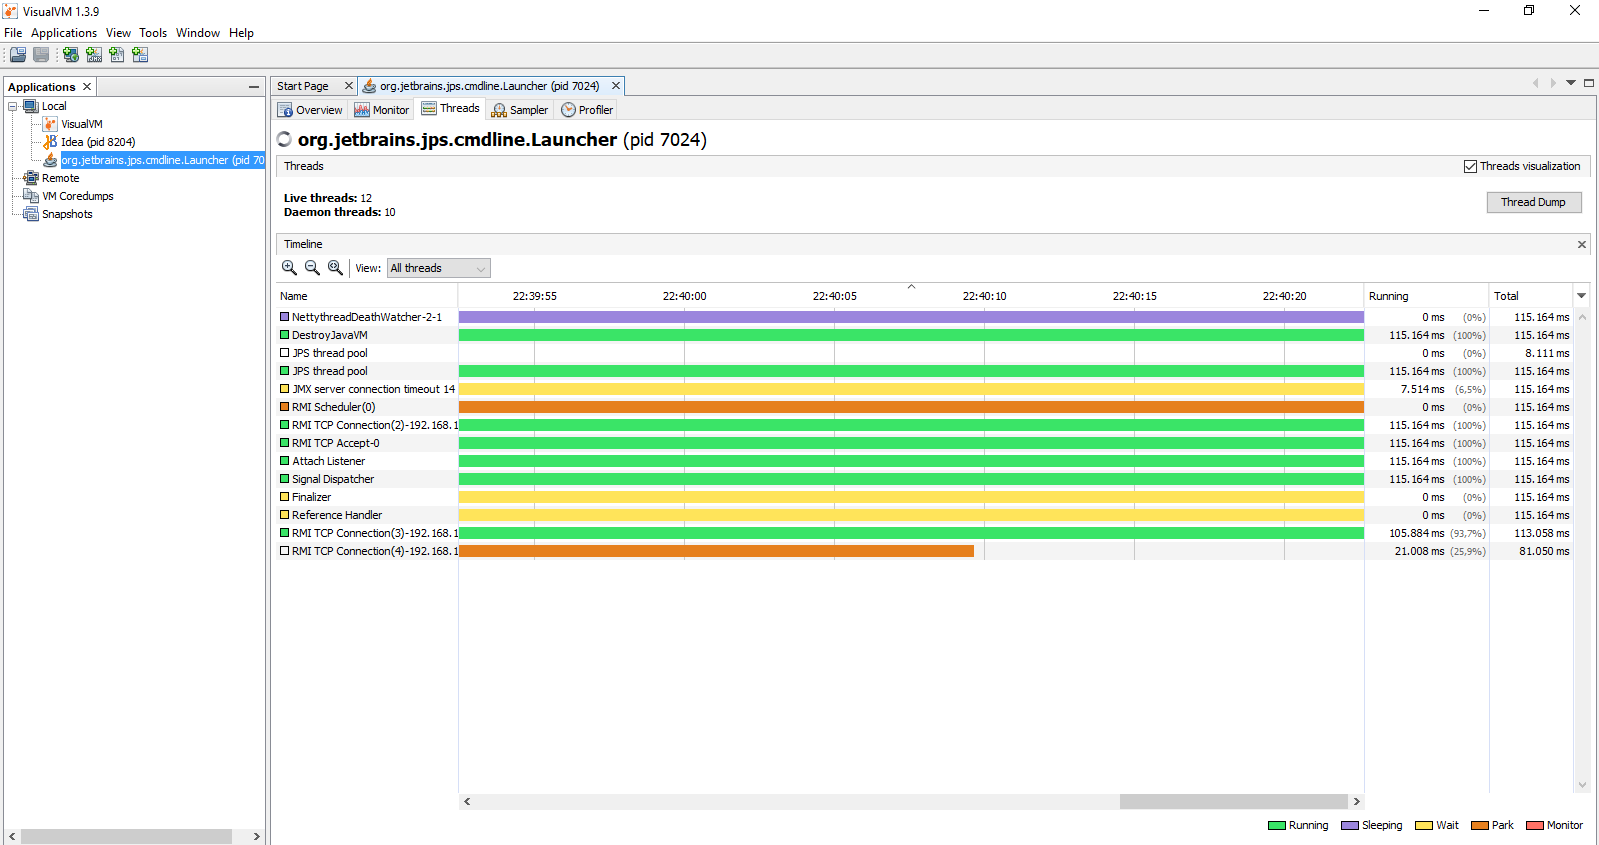 VisualVM 1.3.9
File Applications View Tools Window Help
Applications
Local
VisualVM
Idea (pid 8204)
org.jetbrains.jps.cmdline.Launcher (pid 70
Remote
VM Coredumps
Snapshots
Start Page org.jetbrains.jps.cmdline.Launcher (pid 7024)
Overview Monitor Threads Sampler Profiler
org.jetbrains.jps.cmdline.Launcher (pid 7024)
Threads Threads visualization
Live threads: 12
Daemon threads: 10
Thread Dump
Timeline
View: All threads
Name 22:39:55 22:40:00 22:40:05 22:40:10 22:40:15 22:40:20 Running Total
NettythreadDeathWatcher-2-1 0 ms (0%) 115.164 ms
DestroyJavaVM 115.164 ms (100%) 115.164 ms
JPS thread pool 0 ms (0%) 8.111 ms
JPS thread pool 115.164 ms (100%) 115.164 ms
JMX server connection timeout 14 7.514 ms (6,5%) 115.164 ms
RMI Scheduler(0) 0 ms (0%) 115.164 ms
RMI TCP Connection(2)-192.168.1 115.164 ms (100%) 115.164 ms
RMI TCP Accept-0 115.164 ms (100%) 115.164 ms
Attach Listener 115.164 ms (100%) 115.164 ms
Signal Dispatcher 115.164 ms (100%) 115.164 ms
Finalizer 0 ms (0%) 115.164 ms
Reference Handler 0 ms (0%) 115.164 ms
RMI TCP Connection(3)-192.168.1 105.884 ms (93,7%) 113.058 ms
RMI TCP Connection(4)-192.168.1 21.008 ms (25,9%) 81.050 ms
Running Sleeping Wait Park Monitor